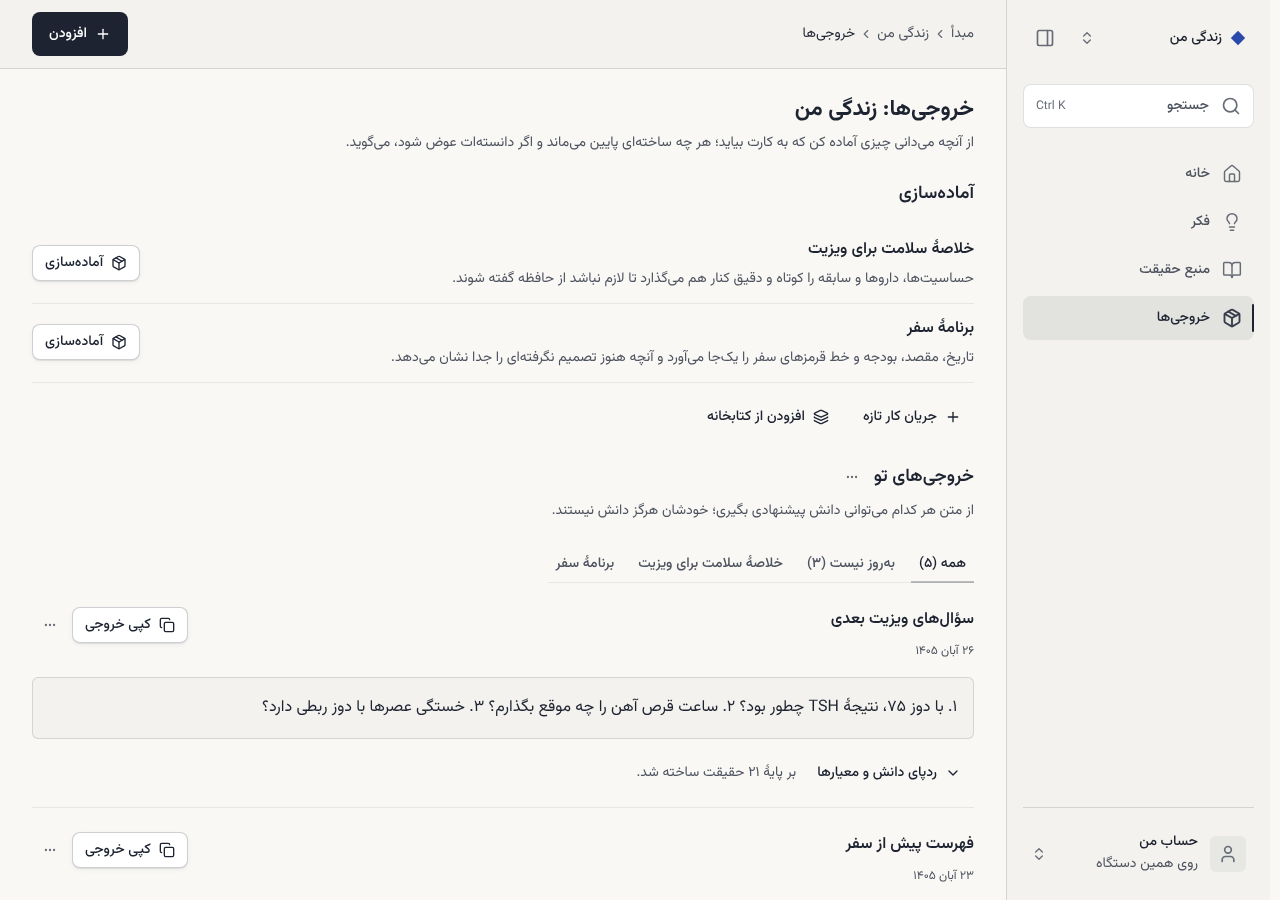 زندگی من
جستجو
Ctrl K
خانه
فکر
منبع حقیقت
خروجی‌ها
حساب من
روی همین دستگاه
مبدأ › زندگی من › خروجی‌ها
افزودن
خروجی‌ها: زندگی من
از آنچه می‌دانی چیزی آماده کن که به کارت بیاید؛ هر چه ساخته‌ای پایین می‌ماند و اگر دانسته‌ات عوض شود، می‌گوید.
آماده‌سازی
خلاصهٔ سلامت برای ویزیت
حساسیت‌ها، داروها و سابقه را کوتاه و دقیق کنار هم می‌گذارد تا لازم نباشد از حافظه گفته شوند.
آماده‌سازی
برنامهٔ سفر
تاریخ، مقصد، بودجه و خط قرمزهای سفر را یک‌جا می‌آورد و آنچه هنوز تصمیم نگرفته‌ای را جدا نشان می‌دهد.
آماده‌سازی
جریان کار تازه
افزودن از کتابخانه
خروجی‌های تو
از متن هر کدام می‌توانی دانش پیشنهادی بگیری؛ خودشان هرگز دانش نیستند.
همه (۵)
به‌روز نیست (۳)
خلاصهٔ سلامت برای ویزیت
برنامهٔ سفر
سؤال‌های ویزیت بعدی
۲۶ آبان ۱۴۰۵
کپی خروجی
۱. با دوز ۷۵، نتیجهٔ TSH چطور بود؟ ۲. ساعت قرص آهن را چه موقع بگذارم؟ ۳. خستگی عصرها با دوز ربطی دارد؟
ردپای دانش و معیارها
بر پایهٔ ۲۱ حقیقت ساخته شد.
فهرست پیش از سفر
۲۳ آبان ۱۴۰۵
کپی خروجی